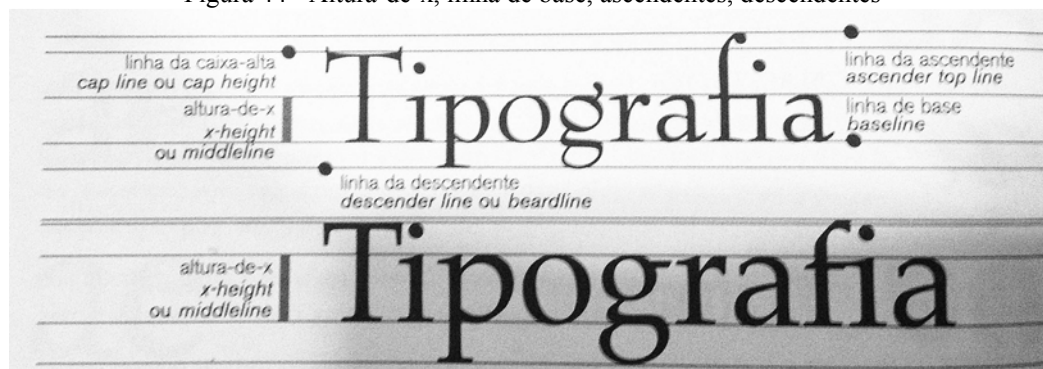 Figura 44 - Altura-de-x, linha de base, ascendentes, descendentes
linha da caixa-alta
cap line ou cap height
altura-de-x
x-height
ou middleline
Tipografia
linha da ascendente
ascender top line
linha de base
baseline
linha da descendente
descender line ou beardline
altura-de-x
x-height
ou middleline
Tipografia